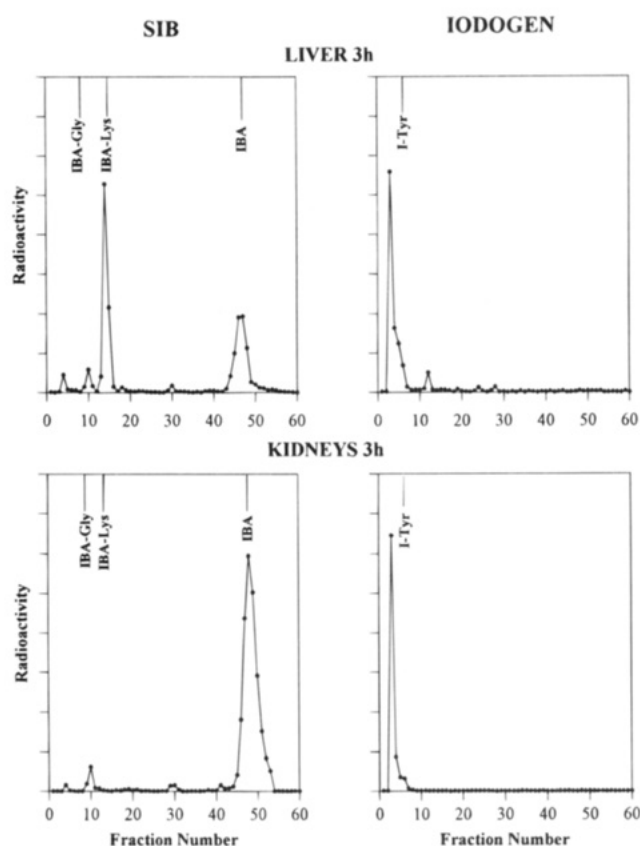 SIB
IODOGEN
LIVER 3h
IBA-Gly
IBA-Lys
IBA
I-Tyr
Radioactivity
0 10 20 30 40 50 60
0 10 20 30 40 50 60
KIDNEYS 3h
IBA-Gly
IBA-Lys
IBA
I-Tyr
Radioactivity
0 10 20 30 40 50 60
0 10 20 30 40 50 60
Fraction Number
Fraction Number